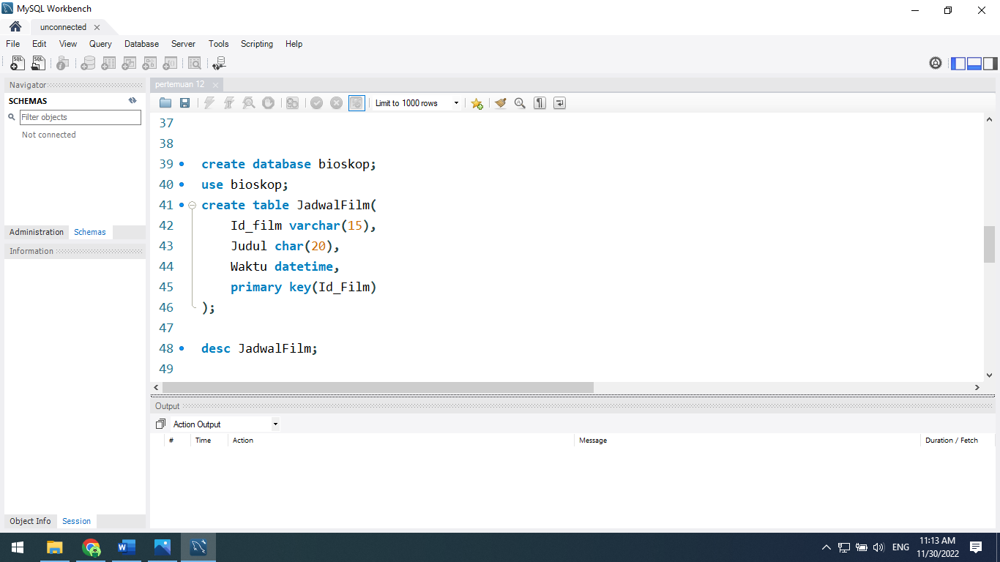 MySQL Workbench
unconnected
File Edit View Query Database Server Tools Scripting Help
Navigator
SCHEMAS
Filter objects
Not connected
Administration Schemas
Information
Object Info Session
pertemuan 12
Limit to 1000 rows
37
38
39 create database bioskop;
40 use bioskop;
41 create table JadwalFilm(
42 Id_film varchar(15),
43 Judul char(20),
44 Waktu datetime,
45 primary key(Id_Film)
46 );
47
48 desc JadwalFilm;
49
Output
Action Output
# Time Action Message Duration / Fetch
ENG
11:13 AM
11/30/2022